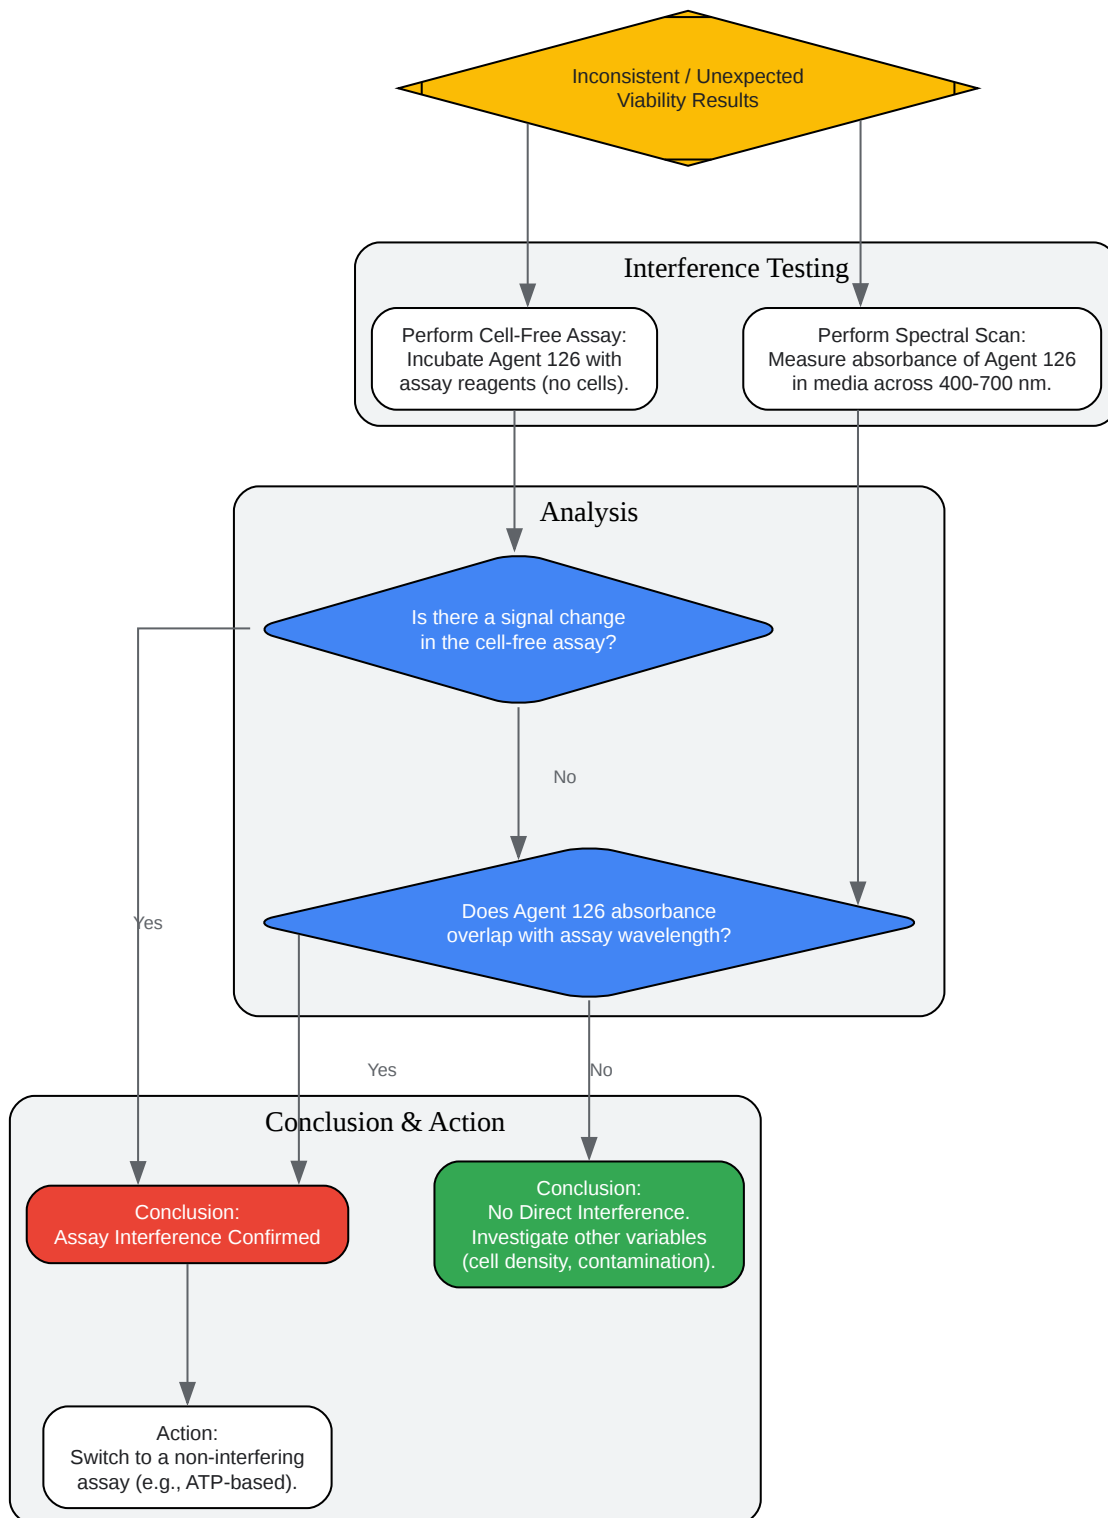 Inconsistent / Unexpected
Viability Results
Interference Testing
Perform Cell-Free Assay:
Incubate Agent 126 with
assay reagents (no cells).
Perform Spectral Scan:
Measure absorbance of Agent 126
in media across 400-700 nm.
Analysis
Is there a signal change
in the cell-free assay?
No
Yes
Does Agent 126 absorbance
overlap with assay wavelength?
Yes
No
Conclusion & Action
Conclusion:
Assay Interference Confirmed
Conclusion:
No Direct Interference.
Investigate other variables
(cell density, contamination).
Action:
Switch to a non-interfering
assay (e.g., ATP-based).